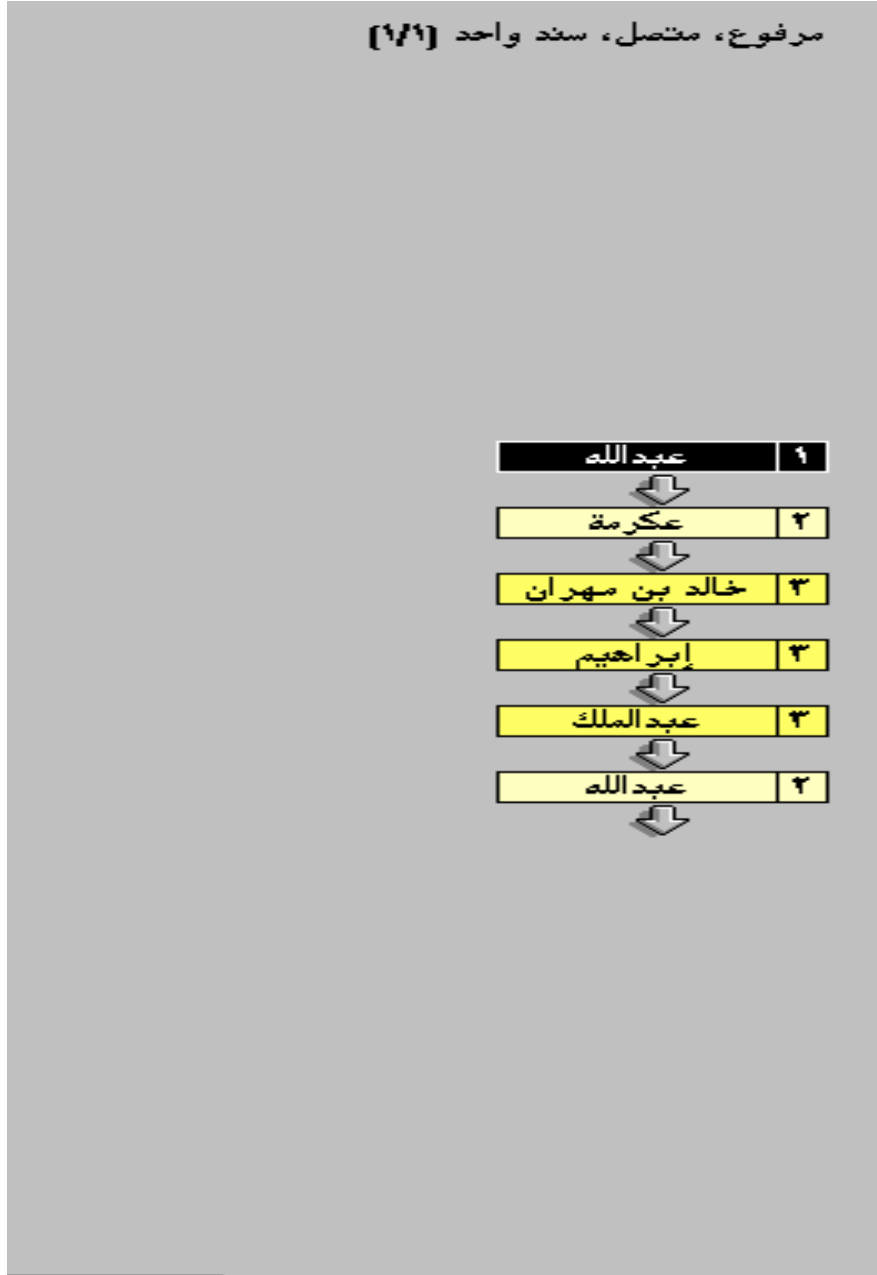 مرفوع، متصل، سند واحد (١/١)
١ عبدالله
٢ عكرمة
٣ خالد بن مهران
٣ إبراهيم
٣ عبدالملك
٢ عبدالله